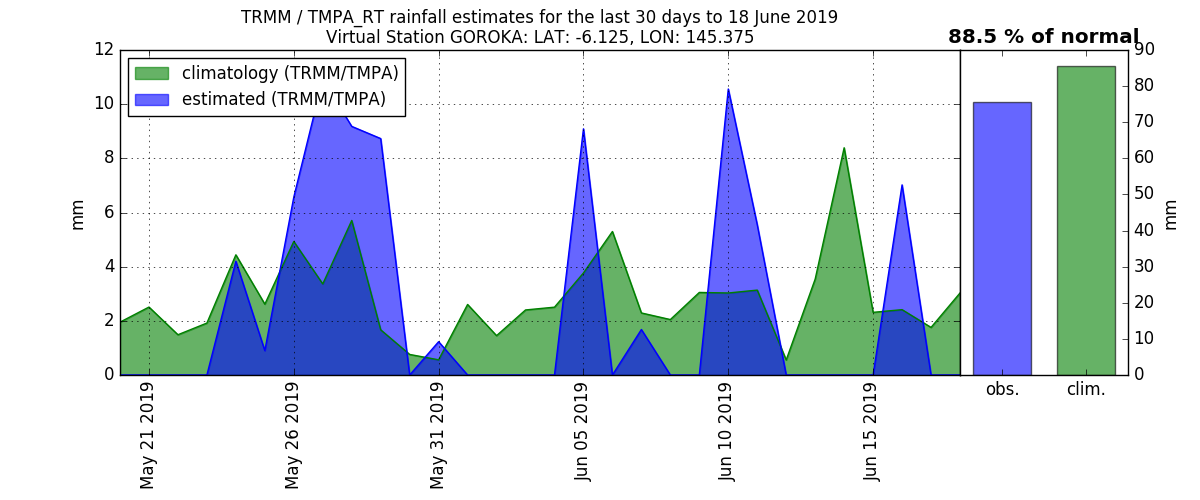 TRMM / TMPA_RT rainfall estimates for the last 30 days to 18 June 2019
Virtual Station GOROKA: LAT: -6.125, LON: 145.375
88.5 % of normal
climatology (TRMM/TMPA)
estimated (TRMM/TMPA)
12
10
8
6
4
2
0
mm
May 21 2019
May 26 2019
May 31 2019
Jun 05 2019
Jun 10 2019
Jun 15 2019
90
80
70
60
50
40
30
20
10
0
mm
obs.
clim.